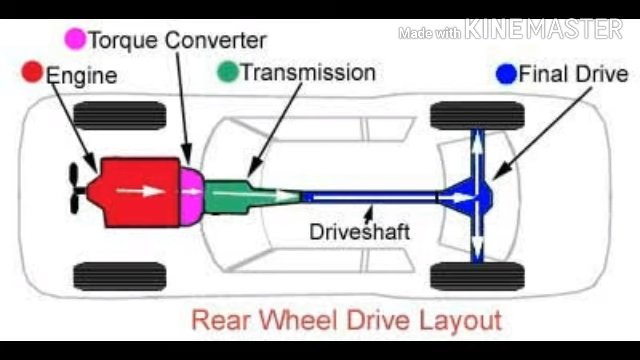 Made with KINEMASTER
Torque Converter
Engine
Transmission
Final Drive
Driveshaft
Rear Wheel Drive Layout